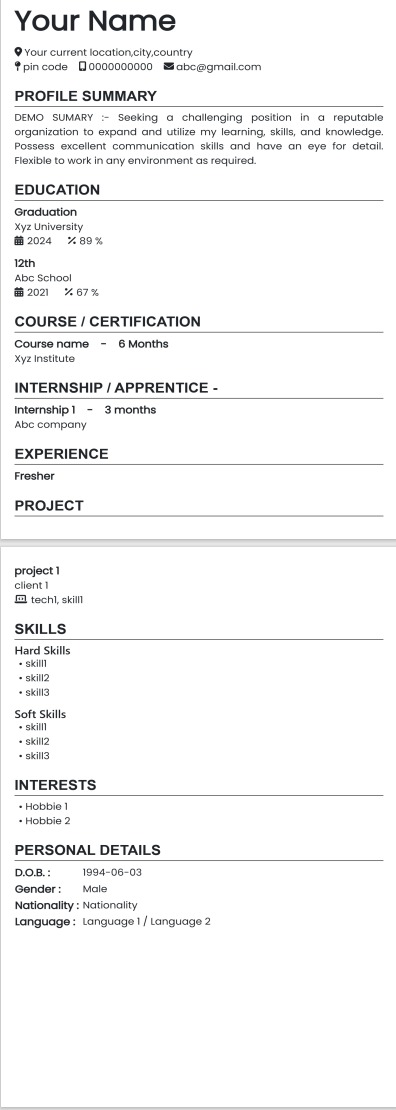 Your Name
Your current location,city,country
pin code 0000000000 abc@gmail.com
PROFILE SUMMARY
DEMO SUMARY :- Seeking a challenging position in a reputable
organization to expand and utilize my learning, skills, and knowledge.
Possess excellent communication skills and have an eye for detail.
Flexible to work in any environment as required.
EDUCATION
Graduation
Xyz University
2024 89 %
12th
Abc School
2021 67 %
COURSE / CERTIFICATION
Course name - 6 Months
Xyz Institute
INTERNSHIP / APPRENTICE -
Internship 1 - 3 months
Abc company
EXPERIENCE
Fresher
PROJECT
project 1
client 1
tech1, skill1
SKILLS
Hard Skills
• skill1
• skill2
• skill3
Soft Skills
• skill1
• skill2
• skill3
INTERESTS
• Hobbie 1
• Hobbie 2
PERSONAL DETAILS
D.O.B. : 1994-06-03
Gender : Male
Nationality : Nationality
Language : Language 1 / Language 2